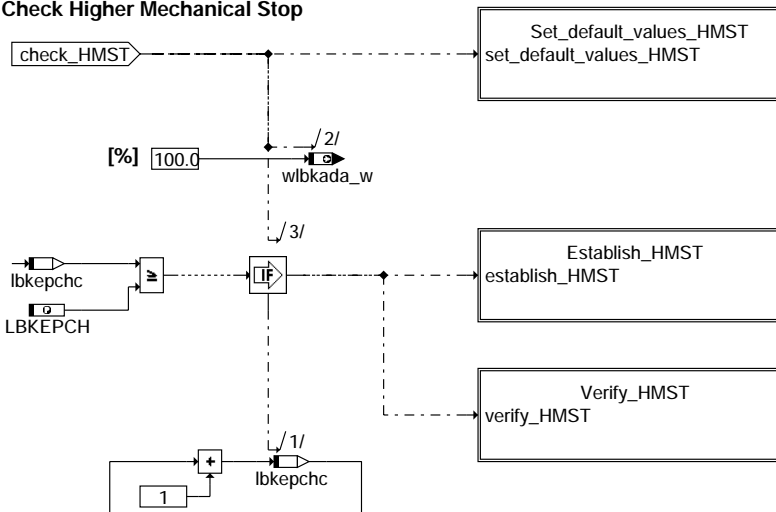 Check Higher Mechanical Stop
Set_default_values_HMST
check_HMST
set_default_values_HMST
/2/
[%] 100.0
wlbkada_w
/3/
Establish_HMST
establish_HMST
lbkepchc
IF
≥
LBKEPCH
Verify_HMST
verify_HMST
/1/
+
lbkepchc
1